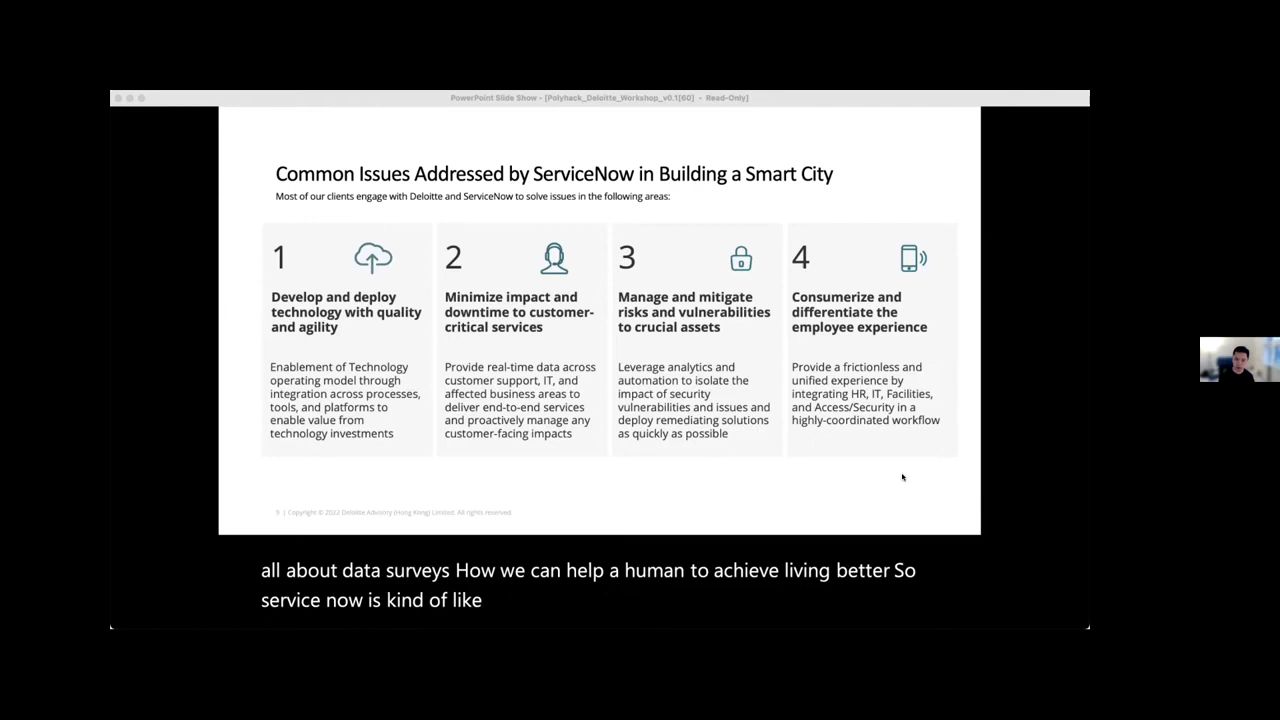 PowerPoint Slide Show - [Polyhack_Deloitte_Workshop_v0.1[60] - Read-Only]
Common Issues Addressed by ServiceNow in Building a Smart City
Most of our clients engage with Deloitte and ServiceNow to solve issues in the following areas:
1
Develop and deploy
technology with quality
and agility
Enablement of Technology
operating model through
integration across processes,
tools, and platforms to
enable value from
technology investments
2
Minimize impact and
downtime to customer-
critical services
Provide real-time data across
customer support, IT, and
affected business areas to
deliver end-to-end services
and proactively manage any
customer-facing impacts
3
Manage and mitigate
risks and vulnerabilities
to crucial assets
Leverage analytics and
automation to isolate the
impact of security
vulnerabilities and issues and
deploy remediating solutions
as quickly as possible
4
Consumerize and
differentiate the
employee experience
Provide a frictionless and
unified experience by
integrating HR, IT, Facilities,
and Access/Security in a
highly-coordinated workflow
9 | Copyright © 2022 Deloitte Advisory (Hong Kong) Limited. All rights reserved.
all about data surveys How we can help a human to achieve living better So
service now is kind of like